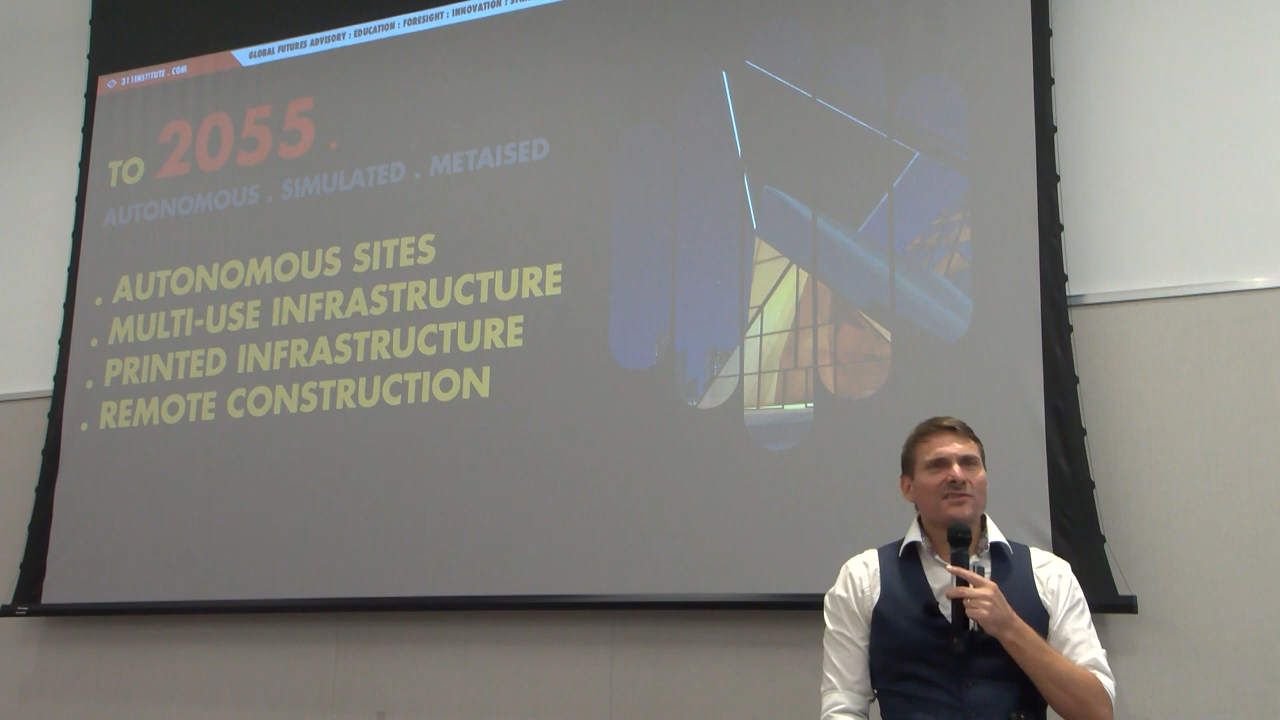 311INSTITUTE . COM
GLOBAL FUTURES ADVISORY : EDUCATION : FORESIGHT : INNOVATION :
TO 2055 .
AUTONOMOUS . SIMULATED . METAISED
. AUTONOMOUS SITES
. MULTI-USE INFRASTRUCTURE
. PRINTED INFRASTRUCTURE
. REMOTE CONSTRUCTION